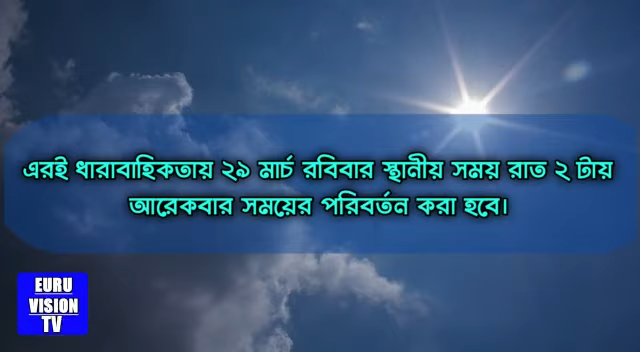 এরই ধারাবাহিকতায় ২৯ মার্চ রবিবার স্থানীয় সময় রাত ২ টায়
আরেকবার সময়ের পরিবর্তন করা হবে।
EURU
VISION
TV